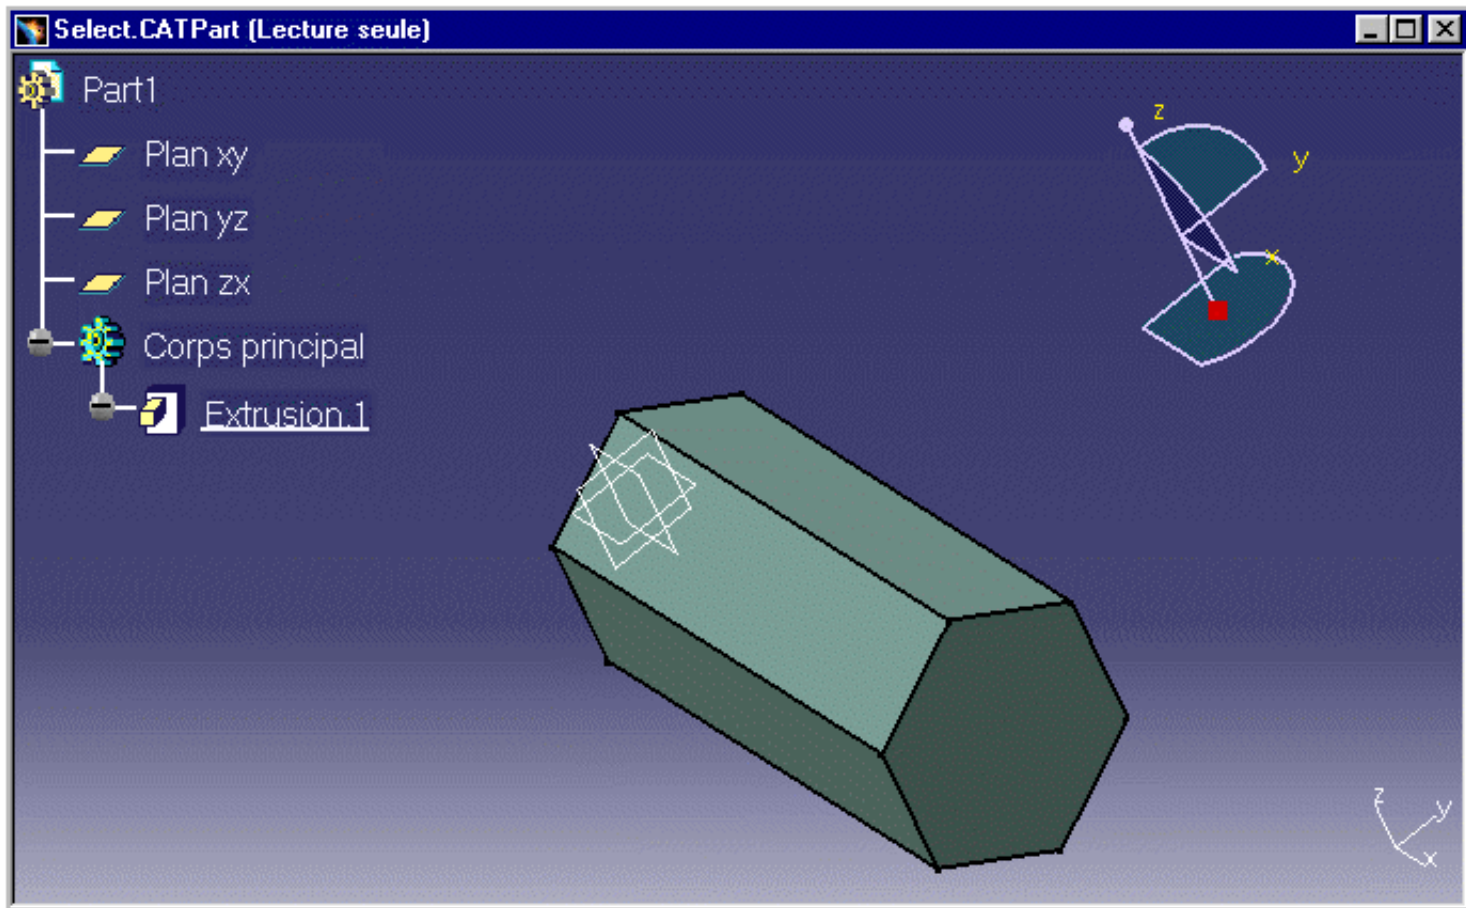 Select.CATPart (Lecture seule)
Part1
Plan xy
Plan yz
Plan zx
Corps principal
Extrusion.1
z
y
x
z
y
x